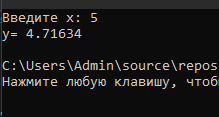 Введите x: 5
y= 4.71634
C:\Users\Admin\source\repos
Нажмите любую клавишу, чтоб